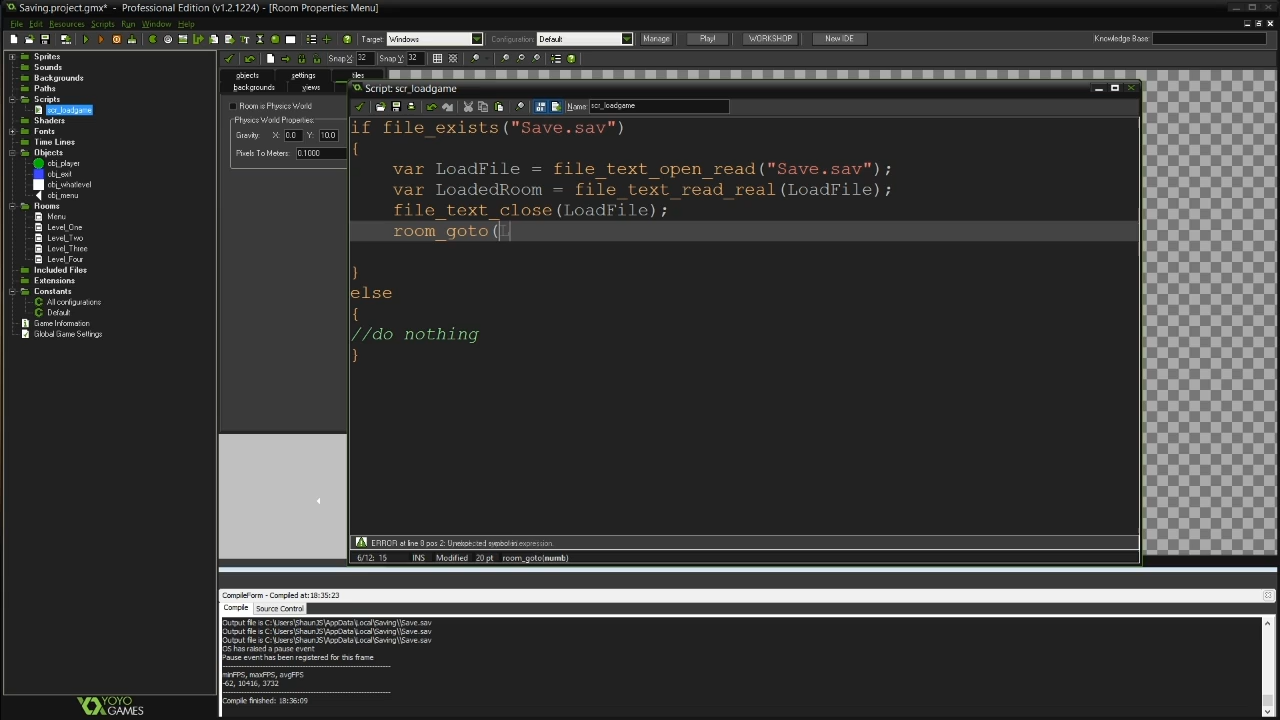 Saving.project.gmx* - Professional Edition (v1.2.1224) - [Room Properties: Menu]
File Edit Resources Scripts Run Window Help
Target Windows Configuration Default Manage Play! WORKSHOP New IDE Knowledge Base:
Sprites
Sounds
Backgrounds
Paths
Scripts
scr_loadgame
Shaders
Fonts
Time Lines
Objects
obj_player
obj_exit
obj_whatlevel
obj_menu
Rooms
Menu
Level_One
Level_Two
Level_Three
Level_Four
Included Files
Extensions
Constants
All configurations
Default
Game Information
Global Game Settings
YOYO
GAMES
Snap X 32 Snap Y 32
objects settings tiles
backgrounds views
Room is Physics World
Physics World Properties:
Gravity: X: 0.0 Y: 10.0
Pixels To Meters: 0.1000
Script: scr_loadgame
Name scr_loadgame
if file_exists("Save.sav")
{
var LoadFile = file_text_open_read("Save.sav");
var LoadedRoom = file_text_read_real(LoadFile);
file_text_close(LoadFile);
room_goto(L
}
else
{
//do nothing
}
ERROR at line 8 pos 2: Unexpected symbol in expression.
6/12: 15 INS Modified 20 pt room_goto(numb)
CompileForm - Compiled at:18:35:23
Compile Source Control
Output file is C:\Users\ShaunJS\AppData\Local\Saving\\Save.sav
Output file is C:\Users\ShaunJS\AppData\Local\Saving\\Save.sav
Output file is C:\Users\ShaunJS\AppData\Local\Saving\\Save.sav
OS has raised a pause event
Pause event has been registered for this frame
minFPS, maxFPS, avgFPS
-62, 10416, 3732
Compile finished: 18:36:09